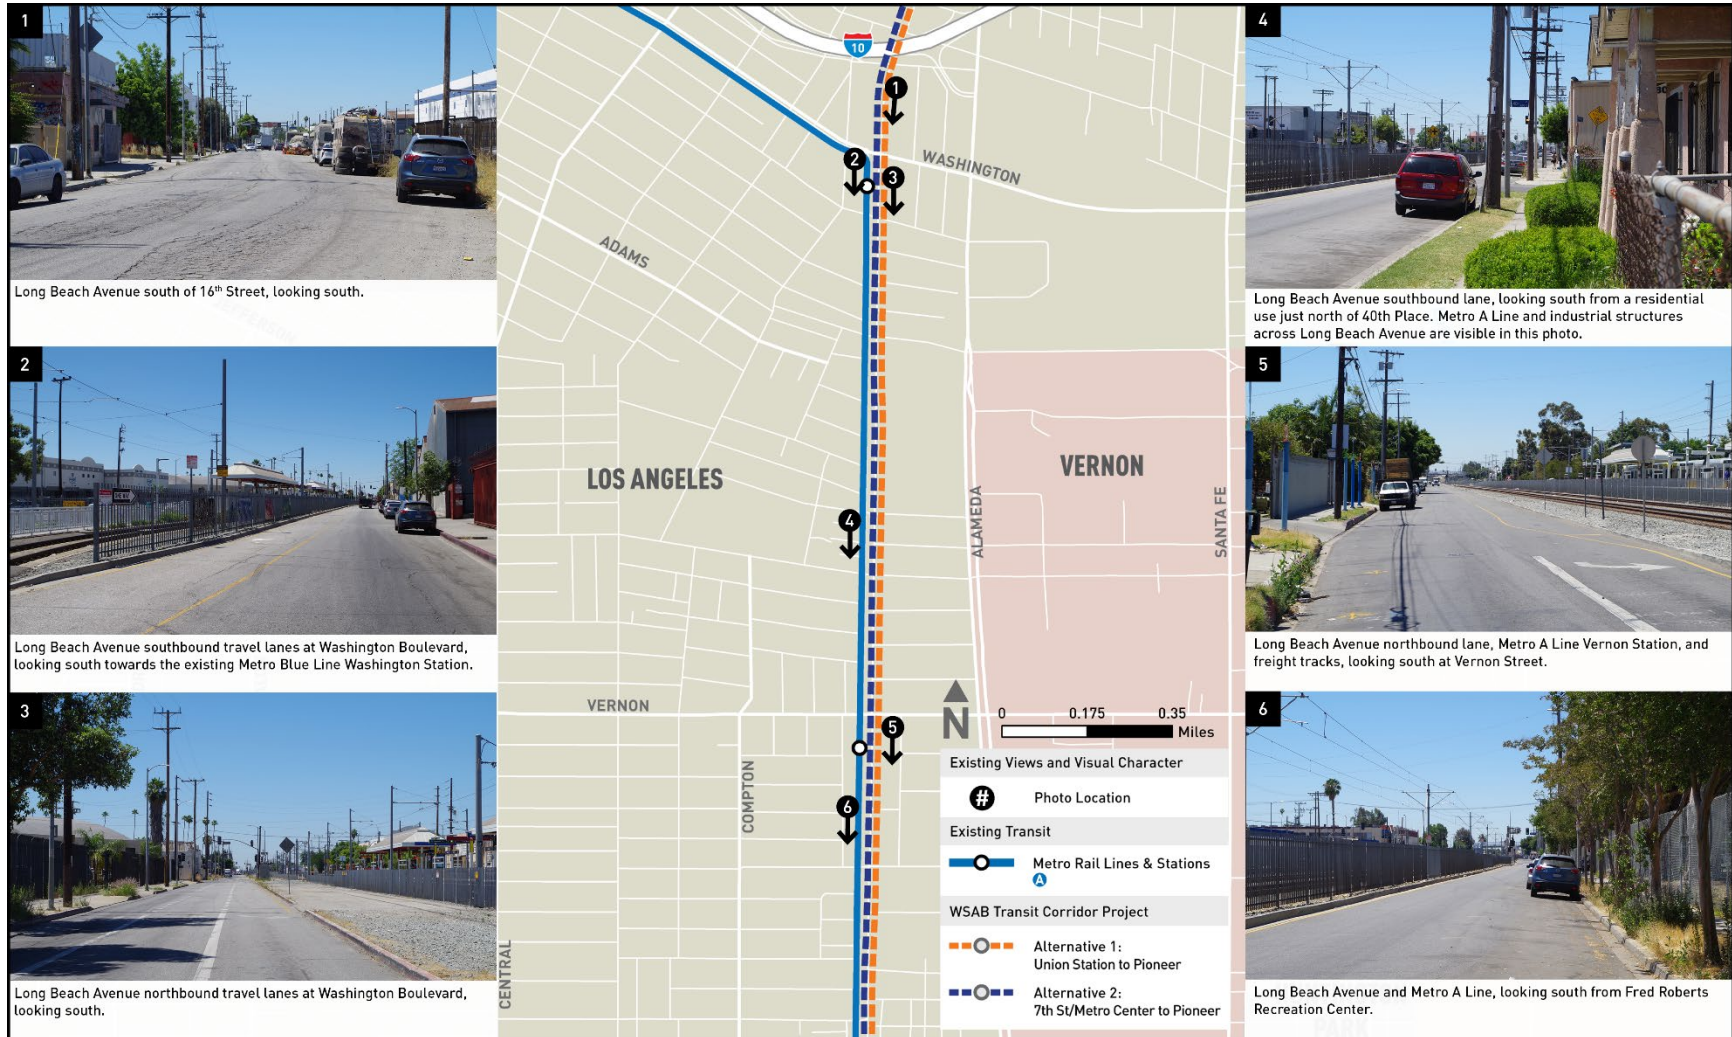 1
Long Beach Avenue south of 16th Street, looking south.
2
Long Beach Avenue southbound travel lanes at Washington Boulevard,
looking south towards the existing Metro Blue Line Washington Station.
3
Long Beach Avenue northbound travel lanes at Washington Boulevard,
looking south.
10
1
2
3
WASHINGTON
ADAMS
LOS ANGELES
VERNON
4
ALAMEDA
SANTA FE
VERNON
5
6
COMPTON
CENTRAL
N
0 0.175 0.35
Miles
Existing Views and Visual Character
# Photo Location
Existing Transit
Metro Rail Lines & Stations
A
WSAB Transit Corridor Project
Alternative 1:
Union Station to Pioneer
Alternative 2:
7th St/Metro Center to Pioneer
4
Long Beach Avenue southbound lane, looking south from a residential
use just north of 40th Place. Metro A Line and industrial structures
across Long Beach Avenue are visible in this photo.
5
Long Beach Avenue northbound lane, Metro A Line Vernon Station, and
freight tracks, looking south at Vernon Street.
6
Long Beach Avenue and Metro A Line, looking south from Fred Roberts
Recreation Center.
PARK